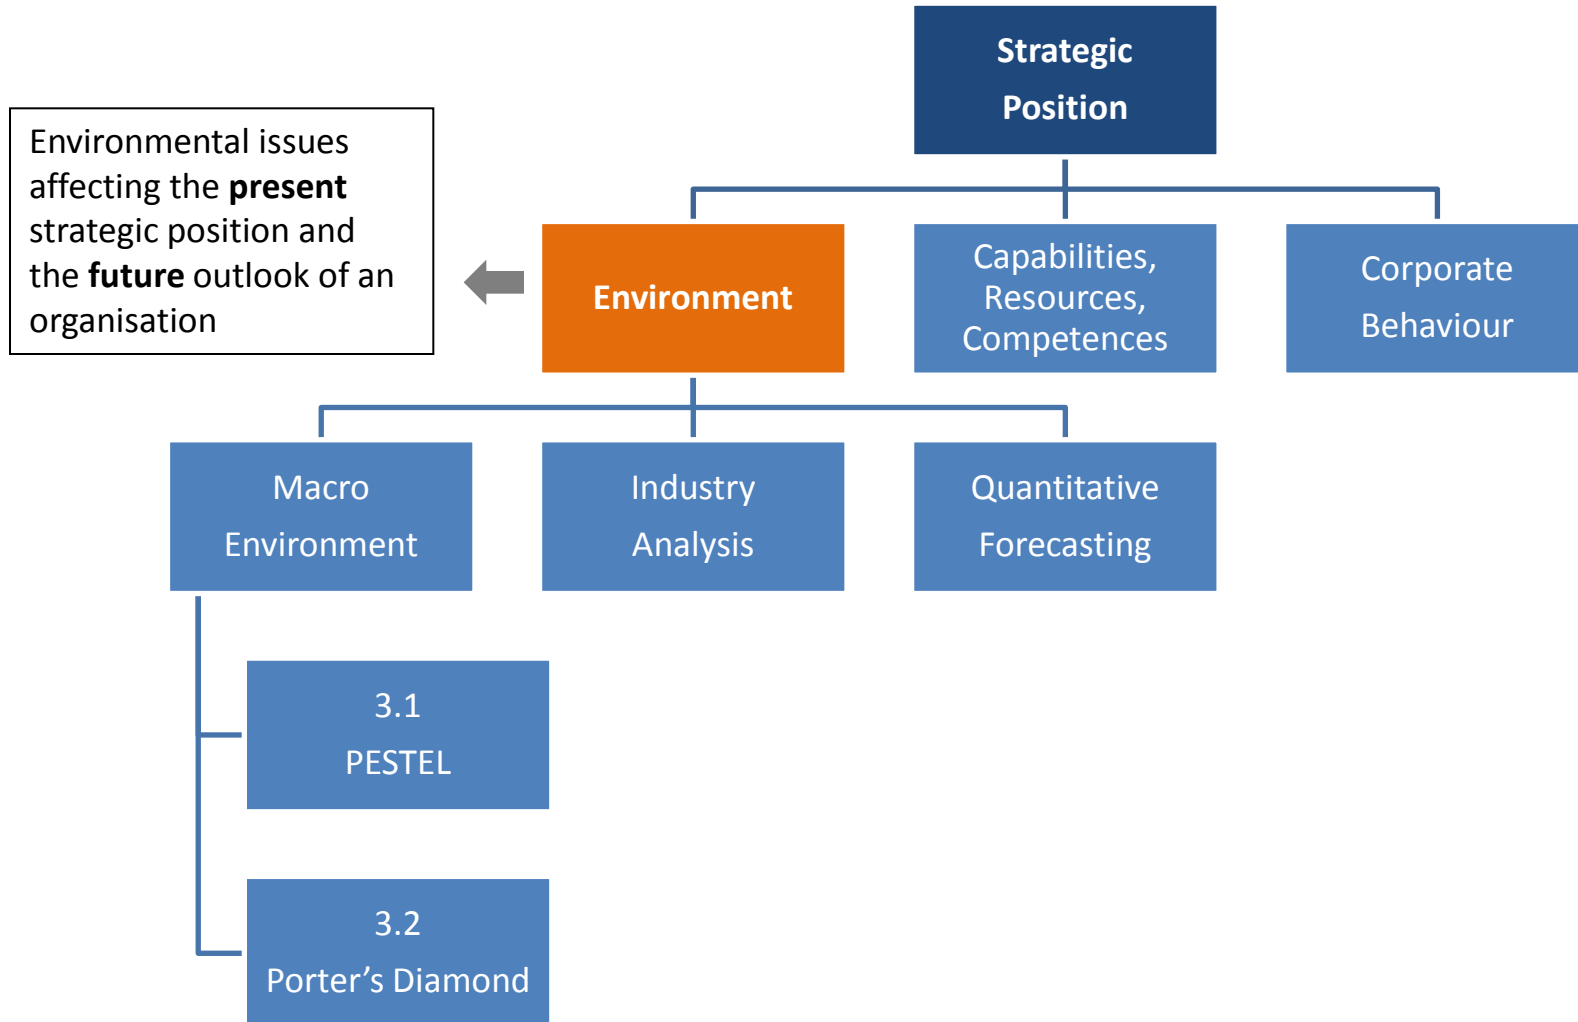 Strategic
Position
Environmental issues
affecting the present
strategic position and
the future outlook of an
organisation
Environment
Capabilities,
Resources,
Competences
Corporate
Behaviour
Macro
Environment
Industry
Analysis
Quantitative
Forecasting
3.1
PESTEL
3.2
Porter’s Diamond